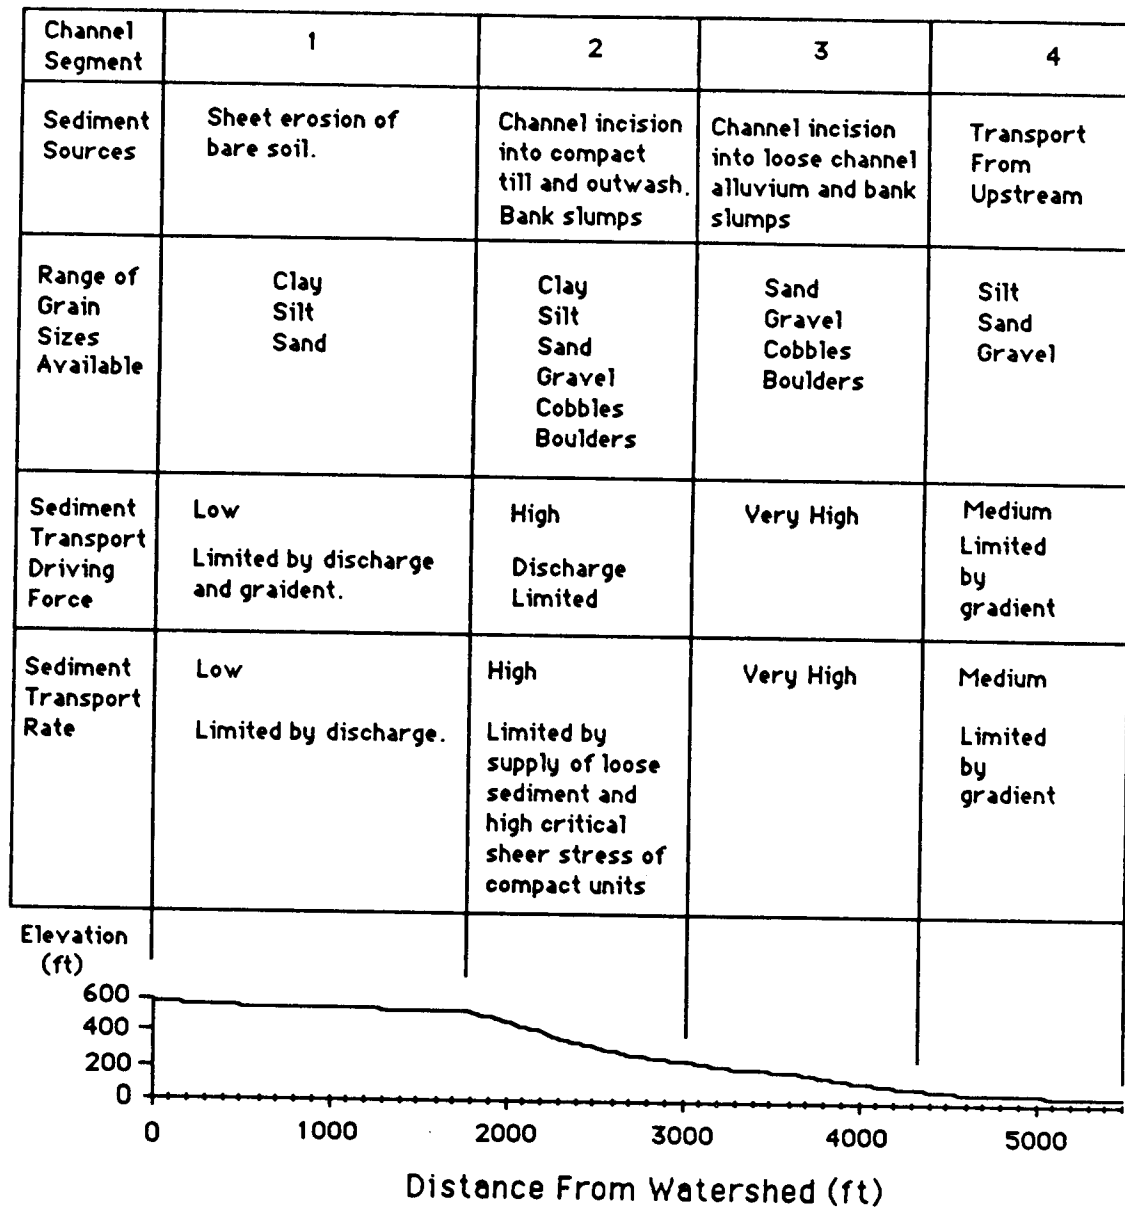 Channel
Segment
1
2
3
4
Sediment
Sources
Sheet erosion of
bare soil.
Channel incision
into compact
till and outwash.
Bank slumps
Channel incision
into loose channel
alluvium and bank
slumps
Transport
From
Upstream
Range of
Grain
Sizes
Available
Clay
Silt
Sand
Clay
Silt
Sand
Gravel
Cobbles
Boulders
Sand
Gravel
Cobbles
Boulders
Silt
Sand
Gravel
Sediment
Transport
Driving
Force
Low
Limited by discharge
and graident.
High
Discharge
Limited
Very High
Medium
Limited
by
gradient
Sediment
Transport
Rate
Low
Limited by discharge.
High
Limited by
supply of loose
sediment and
high critical
sheer stress of
compact units
Very High
Medium
Limited
by
gradient
Elevation
(ft)
600
400
200
0
0 1000 2000 3000 4000 5000
Distance From Watershed (ft)